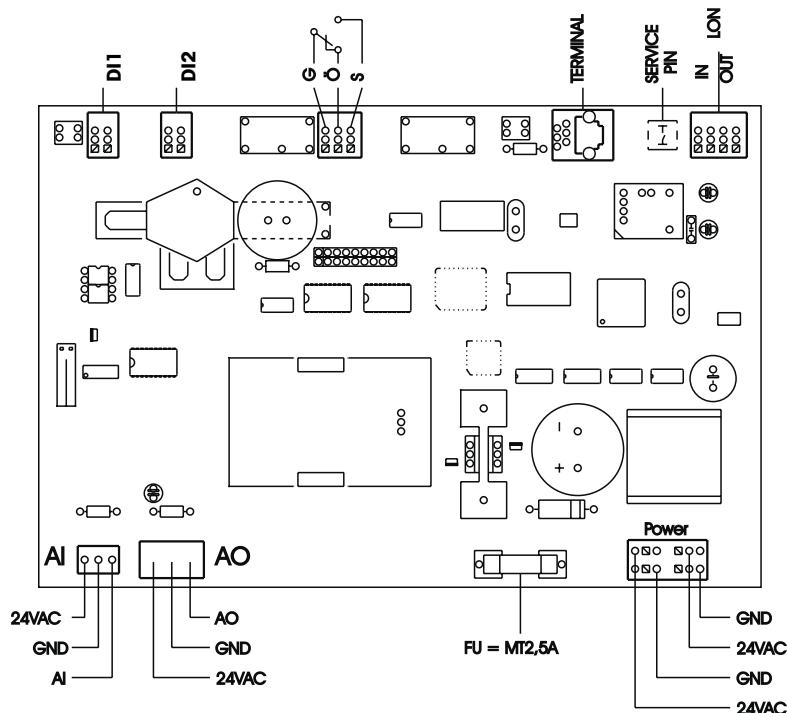 DI1
DI2
G
Ö
S
TERMINAL
SERVICE
PIN
IN
OUT
LON
Power
AI
AO
24VAC
GND
AI
AO
GND
24VAC
FU = MT2,5A
GND
24VAC
GND
24VAC